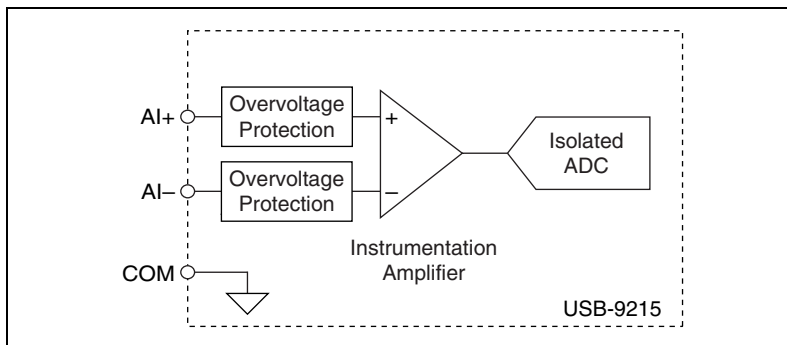 AI+
Overvoltage
Protection
+
Isolated
ADC
AI–
Overvoltage
Protection
–
Instrumentation
Amplifier
COM
USB-9215